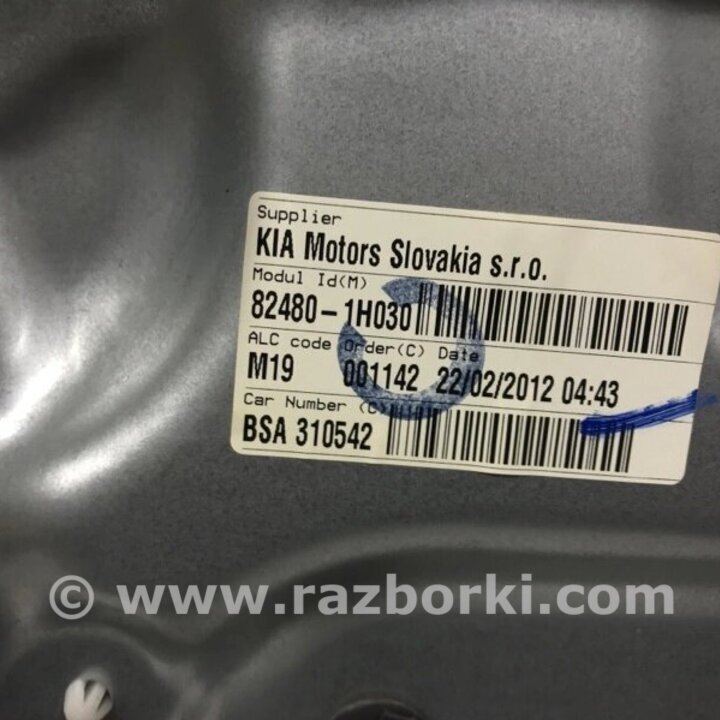 Supplier
KIA Motors Slovakia s.r.o.
Modul Id(M)
82480-1H030
ALC code Order(C) Date
M19 001142 22/02/2012 04:43
Car Number (C)
BSA 310542
© www.razborki.com